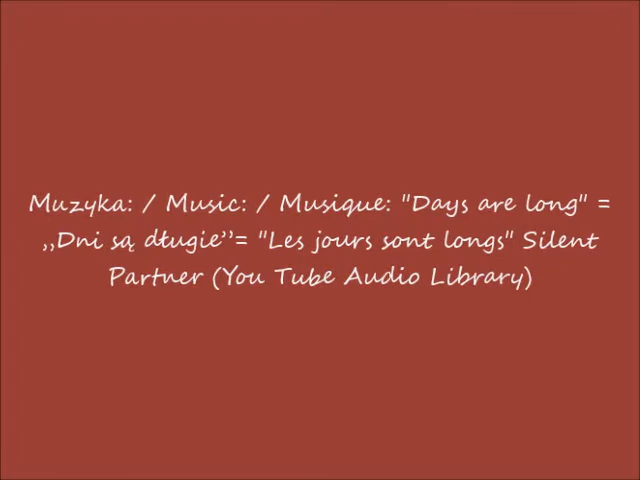 Muzyka: / Music: / Musique: "Days are long" =
„Dni są długie”= "Les jours sont longs" Silent
Partner (You Tube Audio Library)